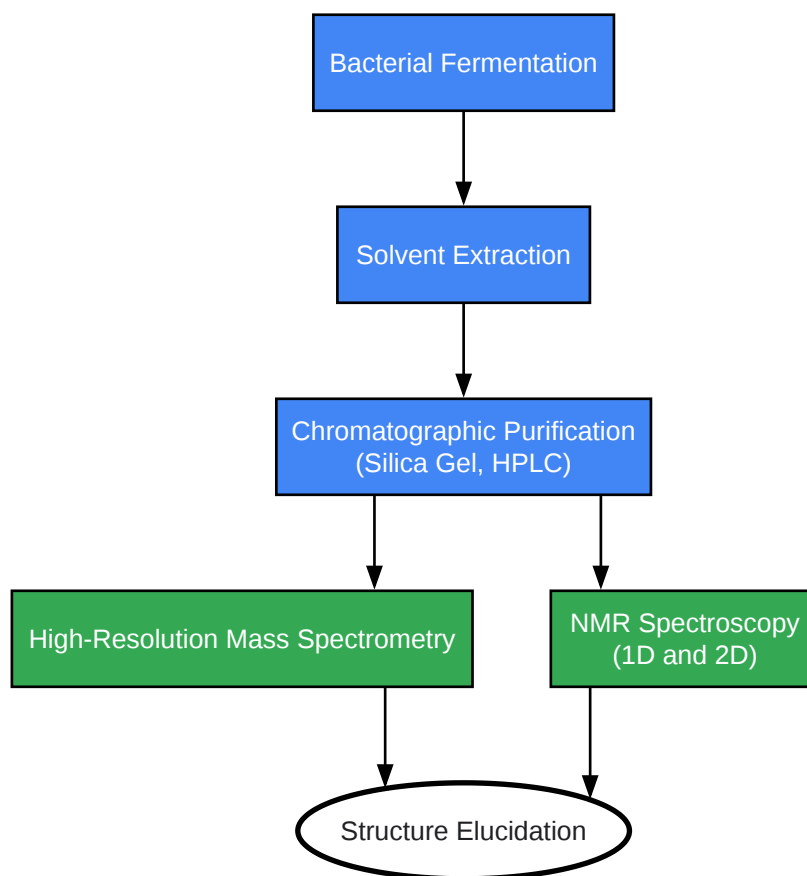 Bacterial Fermentation
Solvent Extraction
Chromatographic Purification
(Silica Gel, HPLC)
High-Resolution Mass Spectrometry
NMR Spectroscopy
(1D and 2D)
Structure Elucidation